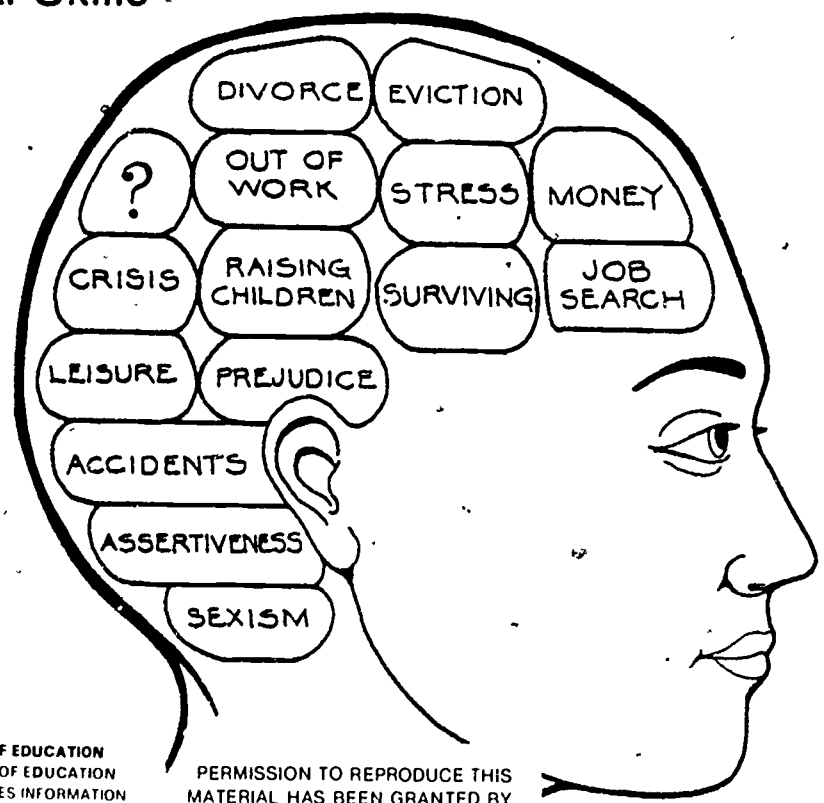 Skills
DIVORCE
EVICTION
?
OUT OF
WORK
STRESS
MONEY
CRISIS
RAISING
CHILDREN
SURVIVING
JOB
SEARCH
LEISURE
PREJUDICE
ACCIDENTS
ASSERTIVENESS
SEXISM
F EDUCATION
OF EDUCATION
ES INFORMATION
PERMISSION TO REPRODUCE THIS
MATERIAL HAS BEEN GRANTED BY